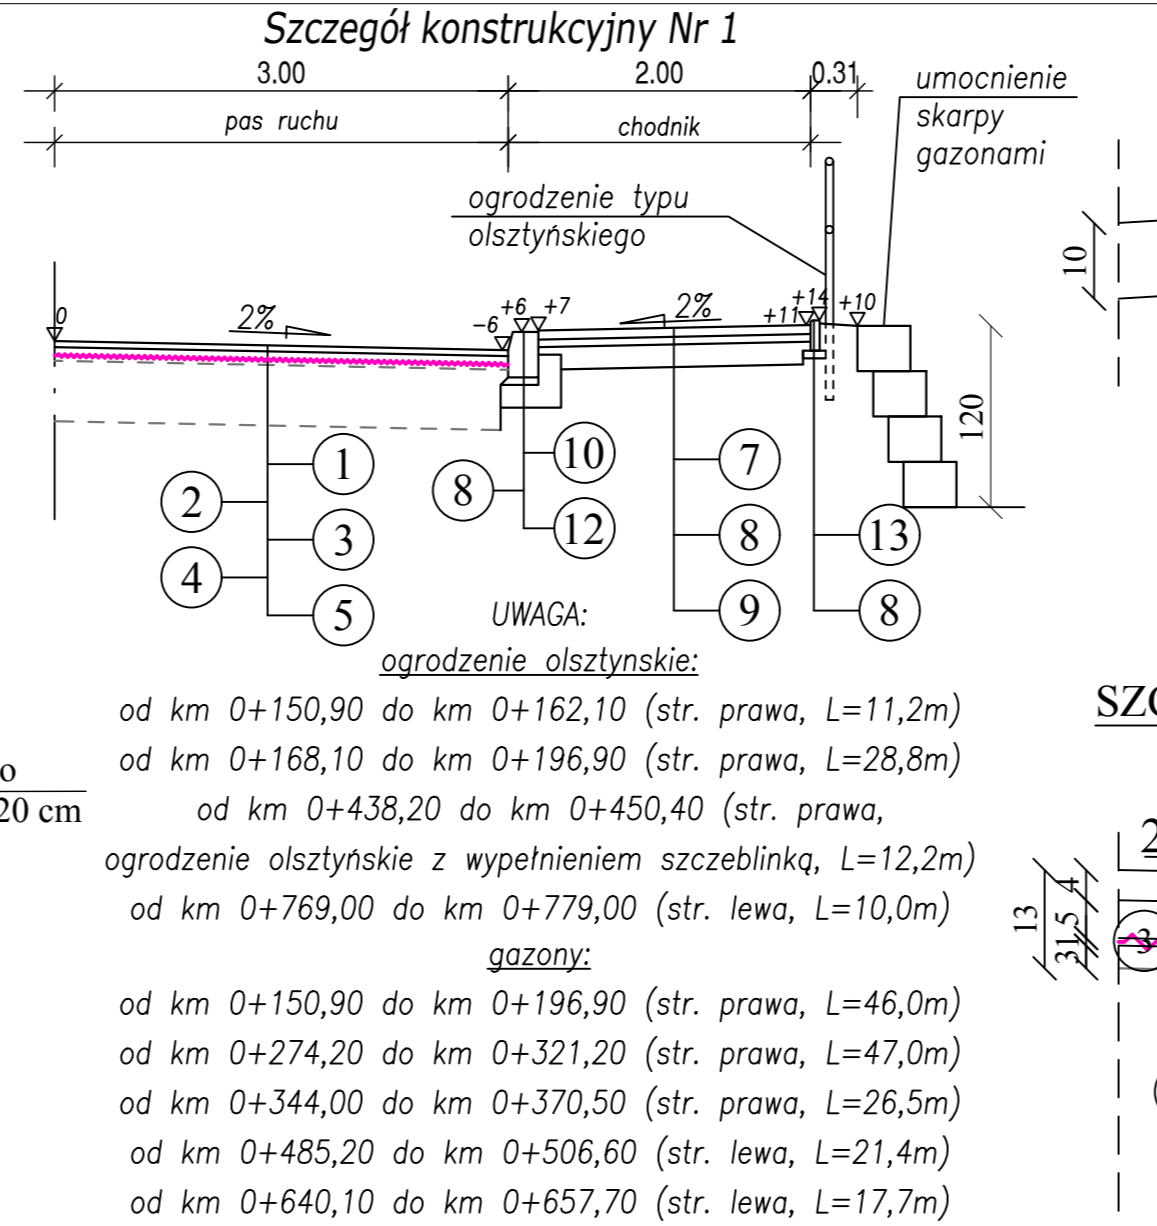 Szczegół konstrukcyjny Nr 1
3.00
2.00
0.31
pas ruchu
chodnik
umocnienie
skarpy
gazonami
ogrodzenie typu
olsztyńskiego
0
2%
-6
+6
+7
2%
+11
+14
+10
10
120
1
2
3
4
5
8
10
12
7
8
9
13
8
UWAGA:
ogrodzenie olsztynskie:
od km 0+150,90 do km 0+162,10 (str. prawa, L=11,2m)
od km 0+168,10 do km 0+196,90 (str. prawa, L=28,8m)
od km 0+438,20 do km 0+450,40 (str. prawa,
ogrodzenie olsztyńskie z wypełnieniem szczeblinką, L=12,2m)
od km 0+769,00 do km 0+779,00 (str. lewa, L=10,0m)
gazony:
od km 0+150,90 do km 0+196,90 (str. prawa, L=46,0m)
od km 0+274,20 do km 0+321,20 (str. prawa, L=47,0m)
od km 0+344,00 do km 0+370,50 (str. prawa, L=26,5m)
od km 0+485,20 do km 0+506,60 (str. lewa, L=21,4m)
od km 0+640,10 do km 0+657,70 (str. lewa, L=17,7m)
20 cm
2
13
4
31,5
3